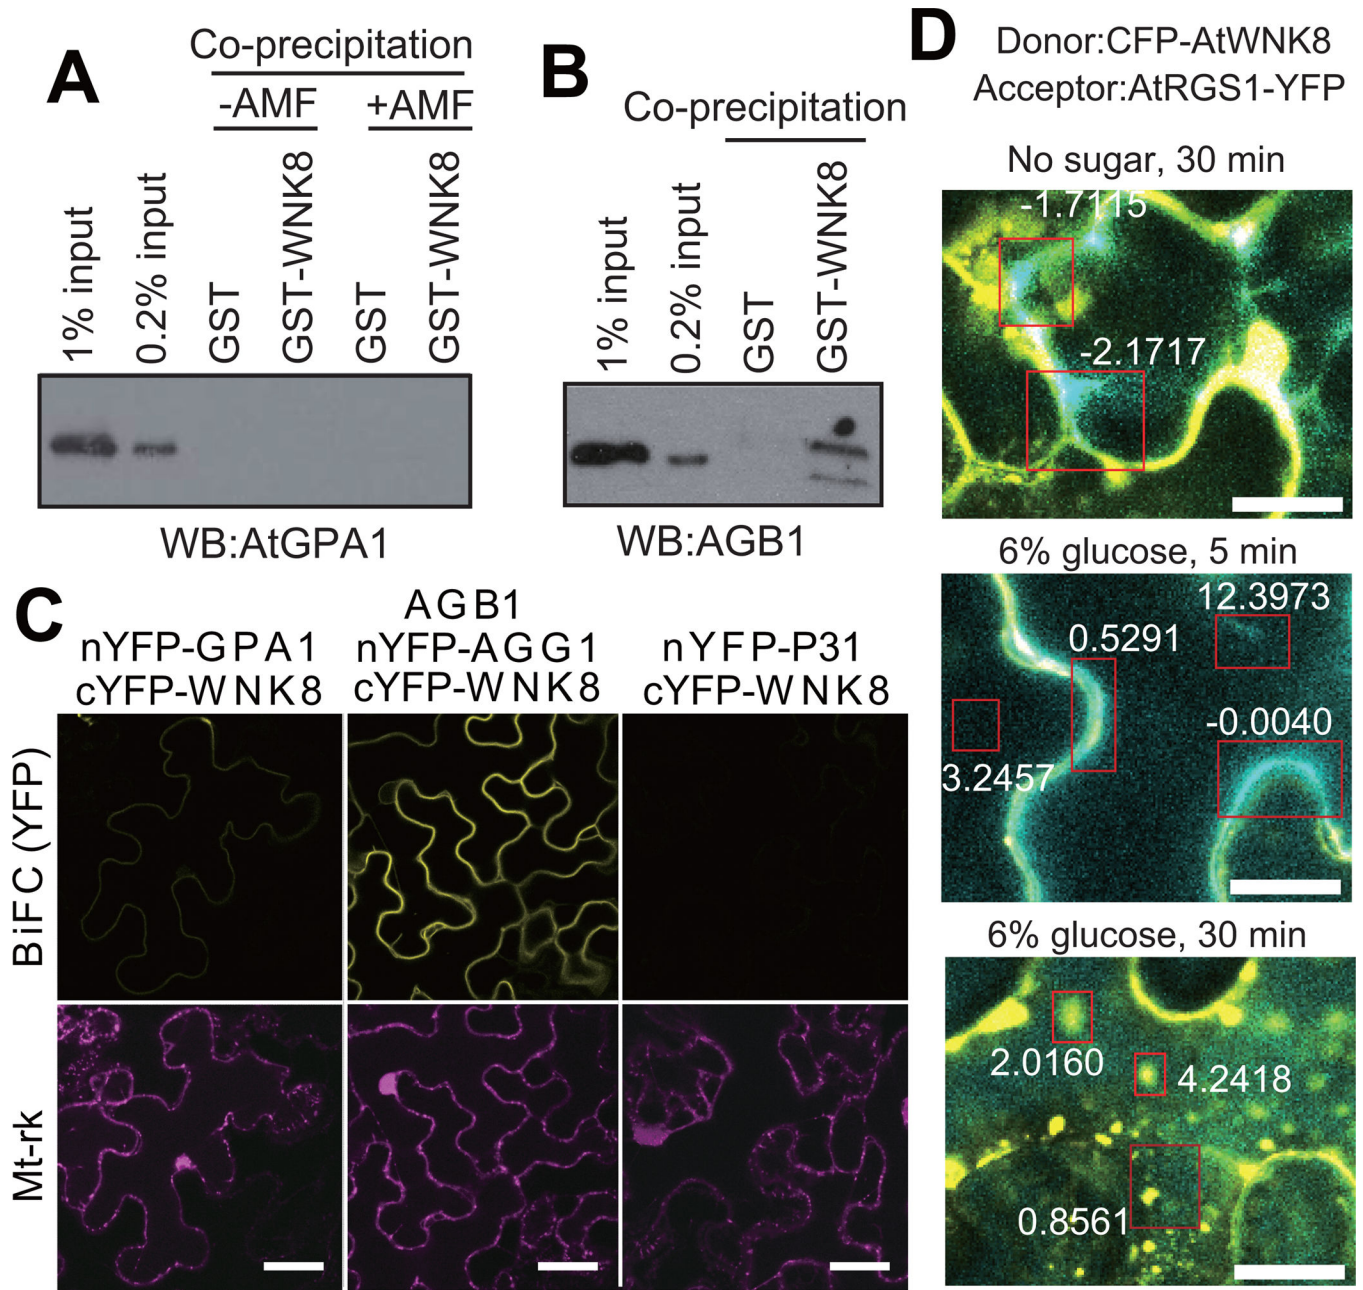 A
Co-precipitation
-AMF
+AMF
1% input
0.2% input
GST
GST-WNK8
GST
GST-WNK8
WB:AtGPA1
B
Co-precipitation
1% input
0.2% input
GST
GST-WNK8
WB:AGB1
C
nYFP-GPA1
cYFP-WNK8
AGB1
nYFP-AGG1
cYFP-WNK8
nYFP-P31
cYFP-WNK8
BiFC (YFP)
Mt-rk
D
Donor:CFP-AtWNK8
Acceptor:AtRGS1-YFP
No sugar, 30 min
-1.7115
-2.1717
6% glucose, 5 min
12.3973
0.5291
-0.0040
3.2457
6% glucose, 30 min
2.0160
4.2418
0.8561